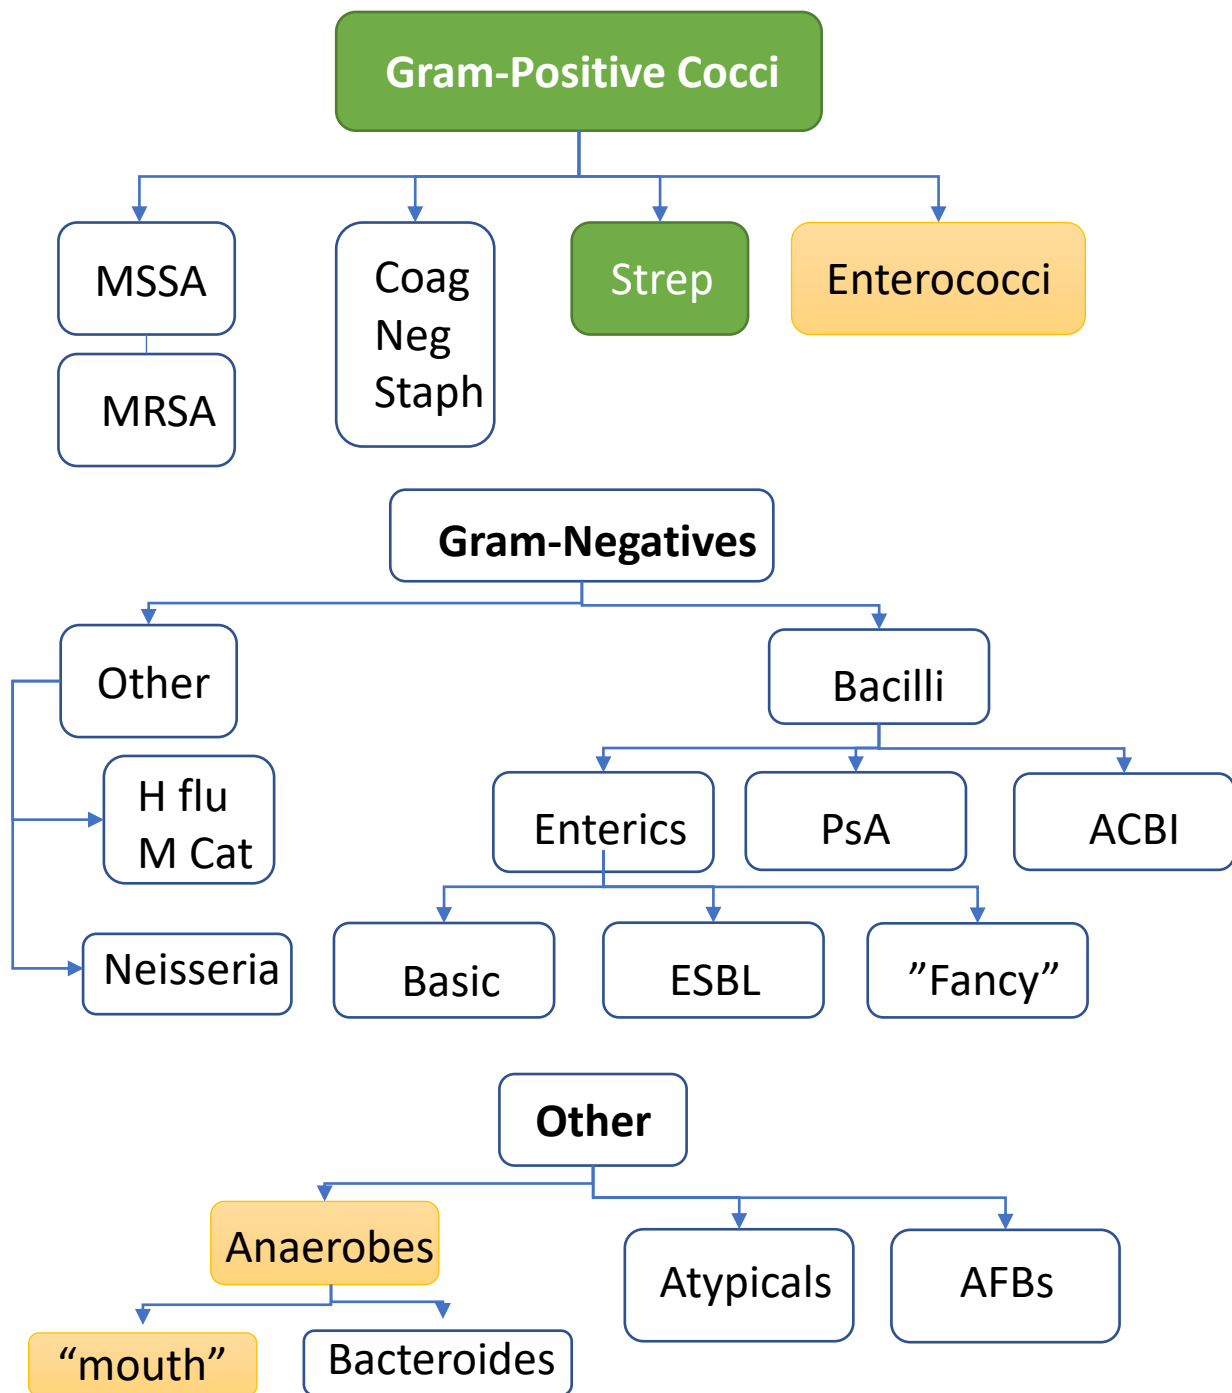 Gram-Positive Cocci
MSSA
MRSA
Coag
Neg
Staph
Strep
Enterococci
Gram-Negatives
Other
Bacilli
H flu
M Cat
Neisseria
Enterics
PsA
ACBI
Basic
ESBL
”Fancy”
Other
Anaerobes
Atypicals
AFBs
“mouth”
Bacteroides